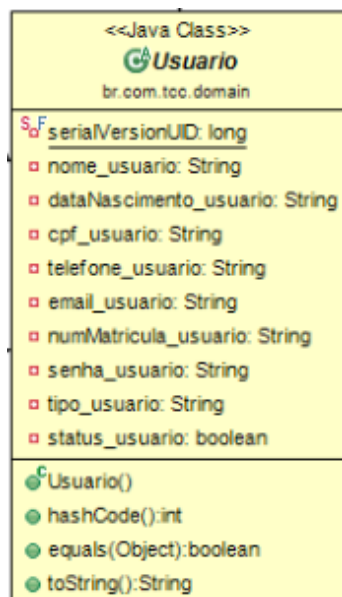 <<Java Class>>
Usuario
br.com.tcc.domain
serialVersionUID: long
nome_usuario: String
dataNascimento_usuario: String
cpf_usuario: String
telefone_usuario: String
email_usuario: String
numMatricula_usuario: String
senha_usuario: String
tipo_usuario: String
status_usuario: boolean
Usuario()
hashCode():int
equals(Object):boolean
toString():String